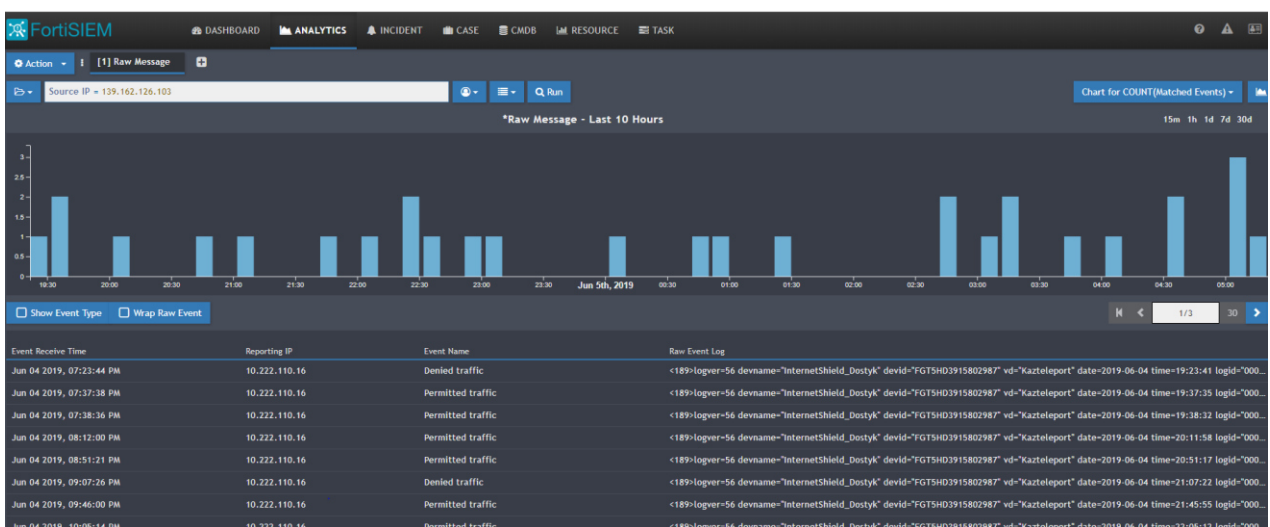 FortiSIEM
DASHBOARD ANALYTICS INCIDENT CASE CMDB RESOURCE TASK
Action [1] Raw Message
Source IP = 139.162.126.103 Run Chart for COUNT(Matched Events)
*Raw Message - Last 10 Hours 15m 1h 1d 7d 30d
3
2.5
2
1.5
1
0.5
0
19:30 20:00 20:30 21:00 21:30 22:00 22:30 23:00 23:30 Jun 5th, 2019 00:30 01:00 01:30 02:00 02:30 03:00 03:30 04:00 04:30 05:00
Show Event Type Wrap Raw Event 1/3 30
Event Receive Time Reporting IP Event Name Raw Event Log
Jun 04 2019, 07:23:44 PM 10.222.110.16 Denied traffic <189>logver=56 devname="InternetShield_Dostyk" devid="FGT5HD3915802987" vd="Kazteleport" date=2019-06-04 time=19:23:41 logid="000...
Jun 04 2019, 07:37:38 PM 10.222.110.16 Permitted traffic <189>logver=56 devname="InternetShield_Dostyk" devid="FGT5HD3915802987" vd="Kazteleport" date=2019-06-04 time=19:37:35 logid="000...
Jun 04 2019, 07:38:36 PM 10.222.110.16 Permitted traffic <189>logver=56 devname="InternetShield_Dostyk" devid="FGT5HD3915802987" vd="Kazteleport" date=2019-06-04 time=19:38:32 logid="000...
Jun 04 2019, 08:12:00 PM 10.222.110.16 Permitted traffic <189>logver=56 devname="InternetShield_Dostyk" devid="FGT5HD3915802987" vd="Kazteleport" date=2019-06-04 time=20:11:58 logid="000...
Jun 04 2019, 08:51:21 PM 10.222.110.16 Permitted traffic <189>logver=56 devname="InternetShield_Dostyk" devid="FGT5HD3915802987" vd="Kazteleport" date=2019-06-04 time=20:51:17 logid="000...
Jun 04 2019, 09:07:26 PM 10.222.110.16 Denied traffic <189>logver=56 devname="InternetShield_Dostyk" devid="FGT5HD3915802987" vd="Kazteleport" date=2019-06-04 time=21:07:22 logid="000...
Jun 04 2019, 09:46:00 PM 10.222.110.16 Permitted traffic <189>logver=56 devname="InternetShield_Dostyk" devid="FGT5HD3915802987" vd="Kazteleport" date=2019-06-04 time=21:45:55 logid="000...